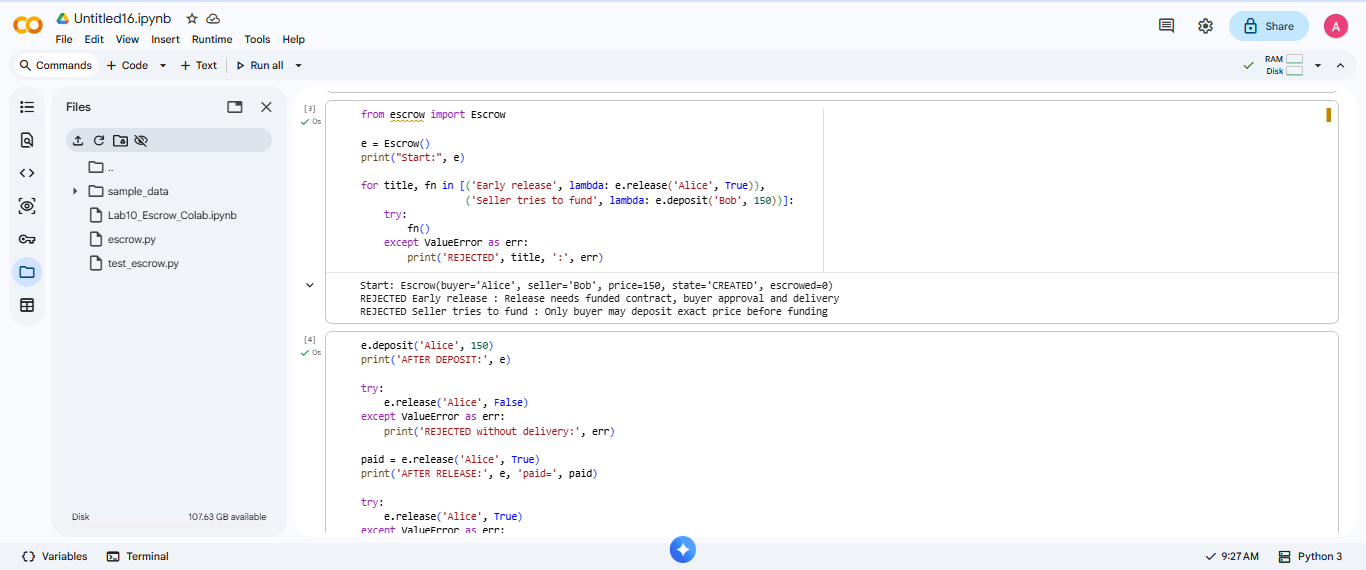 Untitled16.ipynb
File Edit View Insert Runtime Tools Help
Share
A
Commands + Code + Text Run all
RAM
Disk
Files
..
sample_data
Lab10_Escrow_Colab.ipynb
escrow.py
test_escrow.py
Disk 107.63 GB available
[3]
0s
from escrow import Escrow
e = Escrow()
print("Start:", e)
for title, fn in [('Early release', lambda: e.release('Alice', True)),
('Seller tries to fund', lambda: e.deposit('Bob', 150))]:
try:
fn()
except ValueError as err:
print('REJECTED', title, ':', err)
Start: Escrow(buyer='Alice', seller='Bob', price=150, state='CREATED', escrowed=0)
REJECTED Early release : Release needs funded contract, buyer approval and delivery
REJECTED Seller tries to fund : Only buyer may deposit exact price before funding
[4]
0s
e.deposit('Alice', 150)
print('AFTER DEPOSIT:', e)
try:
e.release('Alice', False)
except ValueError as err:
print('REJECTED without delivery:', err)
paid = e.release('Alice', True)
print('AFTER RELEASE:', e, 'paid=', paid)
try:
e.release('Alice', True)
except ValueError as err:
Variables Terminal
9:27 AM Python 3